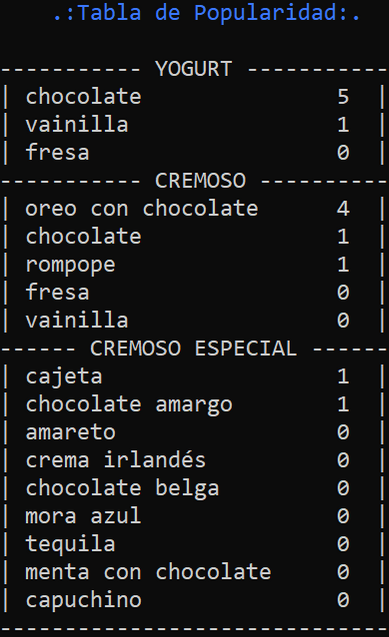 .:Tabla de Popularidad:.
----------- YOGURT -----------
| chocolate 5 |
| vainilla 1 |
| fresa 0 |
----------- CREMOSO ----------
| oreo con chocolate 4 |
| chocolate 1 |
| rompope 1 |
| fresa 0 |
| vainilla 0 |
------ CREMOSO ESPECIAL ------
| cajeta 1 |
| chocolate amargo 1 |
| amareto 0 |
| crema irlandés 0 |
| chocolate belga 0 |
| mora azul 0 |
| tequila 0 |
| menta con chocolate 0 |
| capuchino 0 |
------------------------------